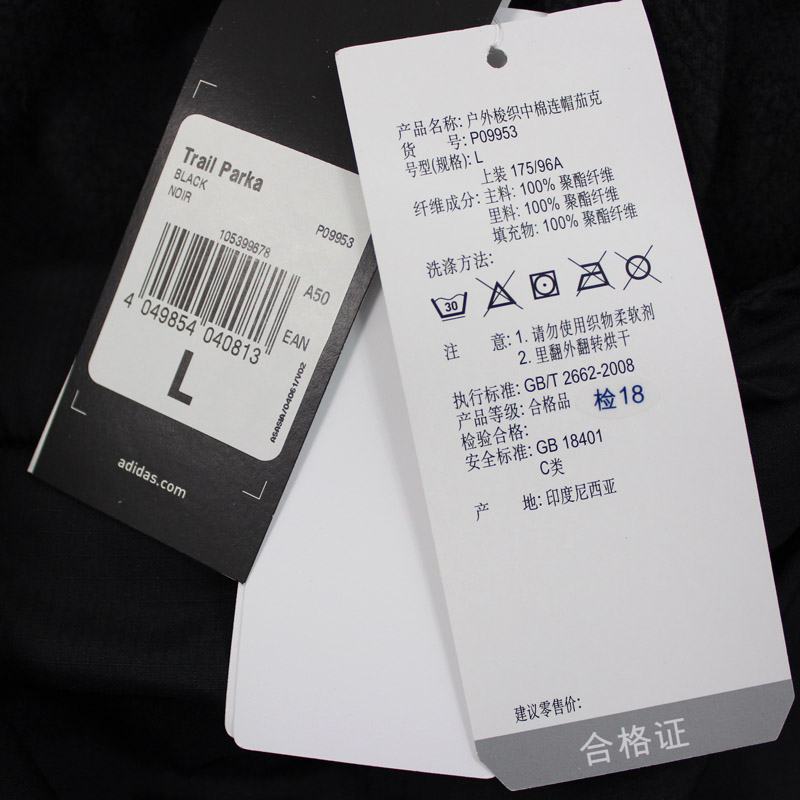 Trail Parka
BLACK
NOIR
P09953
105399678
A50
4 049854 040813
EAN
L
ASASIA/04061/V02
adidas.com
产品名称: 户外梭织中棉连帽茄克
货 号: P09953
号型(规格): L
上装 175/96A
纤维成分: 主料: 100% 聚酯纤维
里料: 100% 聚酯纤维
填充物: 100% 聚酯纤维
洗涤方法:
30
注 意: 1. 请勿使用织物柔软剂
2. 里翻外翻转烘干
执行标准: GB/T 2662-2008
产品等级: 合格品
检验合格: 检18
安全标准: GB 18401
C类
产 地: 印度尼西亚
建议零售价:
合格证